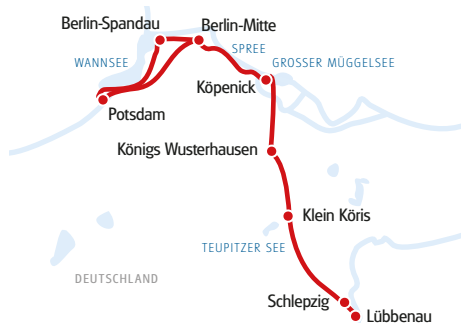 Berlin-Spandau
Berlin-Mitte
SPREE
WANNSEE
GROSSER MÜGGELSEE
Köpenick
Potsdam
Königs Wusterhausen
Klein Köris
TEUPITZER SEE
DEUTSCHLAND
Schlepzig
Lübbenau